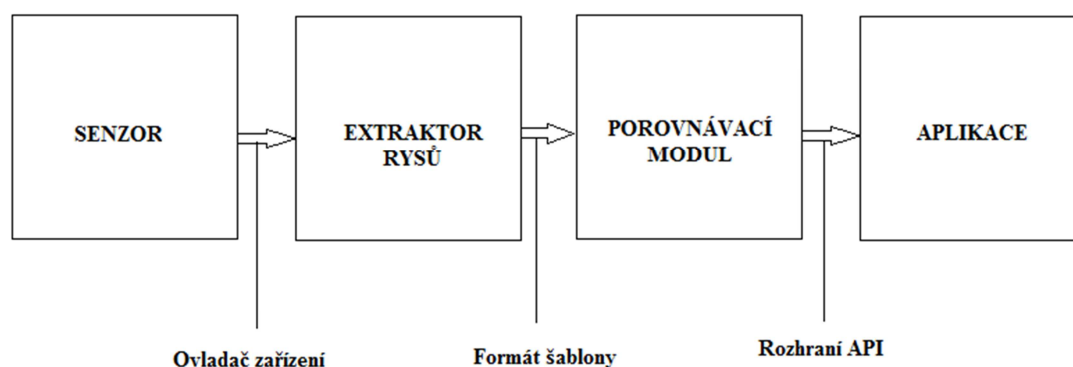 SENZOR
EXTRAKTOR
RYSŮ
POROVNÁVACÍ
MODUL
APLIKACE
Ovladač zařízení
Formát šablony
Rozhraní API